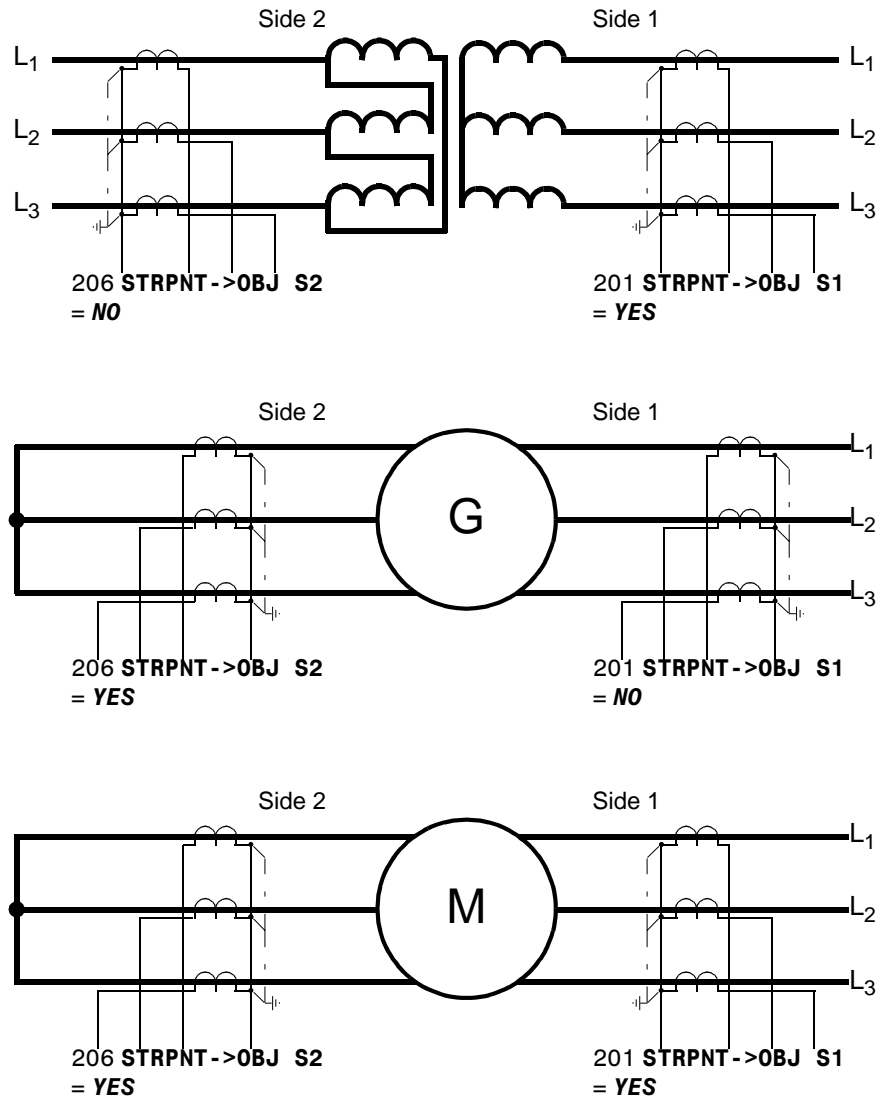 Side 2 Side 1
L1 L1
L2 L2
L3 L3
206 STRPNT->OBJ S2 201 STRPNT->OBJ S1
= NO = YES
Side 2 Side 1
L1
G L2
L3
206 STRPNT->OBJ S2 201 STRPNT->OBJ S1
= YES = NO
Side 2 Side 1
L1
M L2
L3
206 STRPNT->OBJ S2 201 STRPNT->OBJ S1
= YES = YES